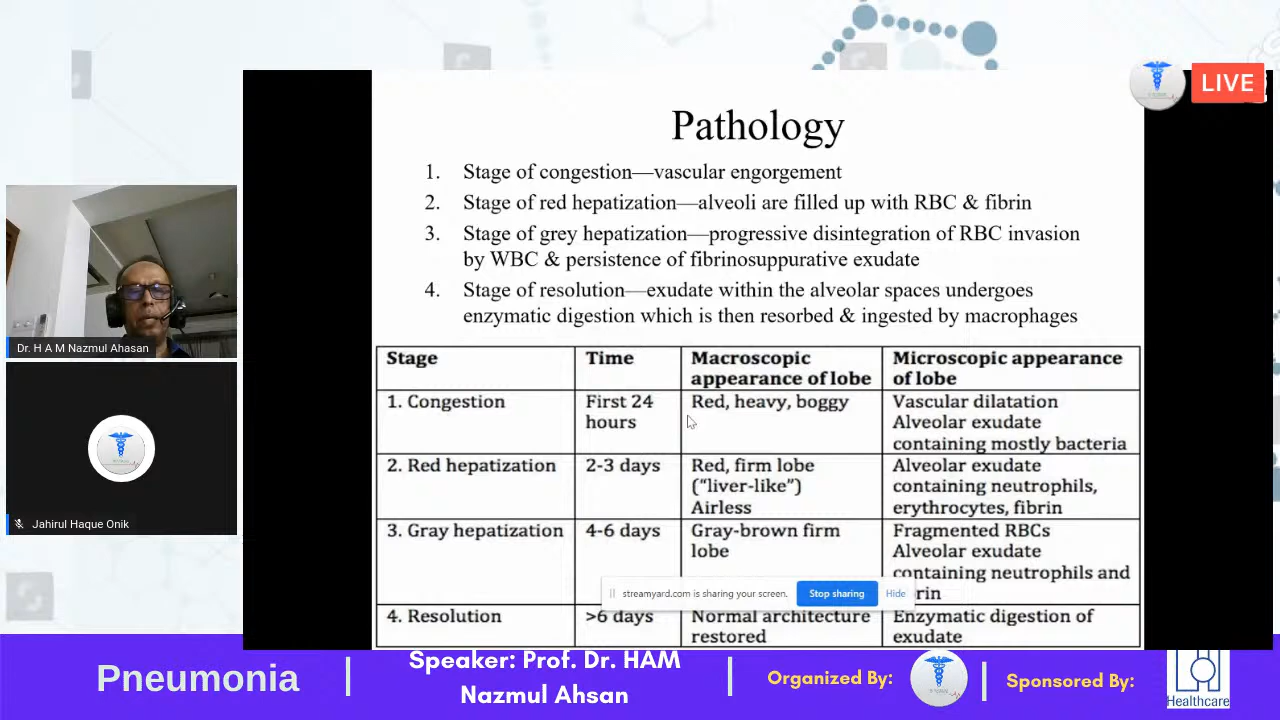 LIVE
Pathology
1. Stage of congestion—vascular engorgement
2. Stage of red hepatization—alveoli are filled up with RBC & fibrin
3. Stage of grey hepatization—progressive disintegration of RBC invasion
by WBC & persistence of fibrinosuppurative exudate
4. Stage of resolution—exudate within the alveolar spaces undergoes
enzymatic digestion which is then resorbed & ingested by macrophages
Stage Time Macroscopic Microscopic appearance
appearance of lobe of lobe
1. Congestion First 24 Red, heavy, boggy Vascular dilatation
hours Alveolar exudate
containing mostly bacteria
2. Red hepatization 2-3 days Red, firm lobe Alveolar exudate
("liver-like") containing neutrophils,
Airless erythrocytes, fibrin
3. Gray hepatization 4-6 days Gray-brown firm Fragmented RBCs
lobe Alveolar exudate
containing neutrophils and
streamyard.com is sharing your screen. Stop sharing Hide
4. Resolution >6 days Normal architecture Enzymatic digestion of
restored exudate
Dr. H A M Nazmul Ahasan
Jahirul Haque Onik
Pneumonia
Speaker: Prof. Dr. HAM
Nazmul Ahsan
Organized By:
Sponsored By:
Healthcare